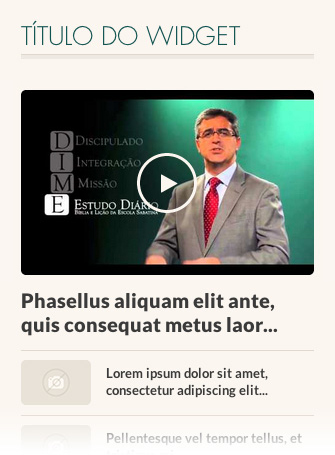 TÍTULO DO WIDGET
D DISCIPULADO
I INTEGRAÇÃO
M MISSÃO
E ESTUDO DIÁRIO
BÍBLIA E LIÇÃO DA ESCOLA SABATINA
Phasellus aliquam elit ante,
quis consequat metus laor...
Lorem ipsum dolor sit amet,
consectetur adipiscing elit...
Pellentesque vel tempor tellus, et